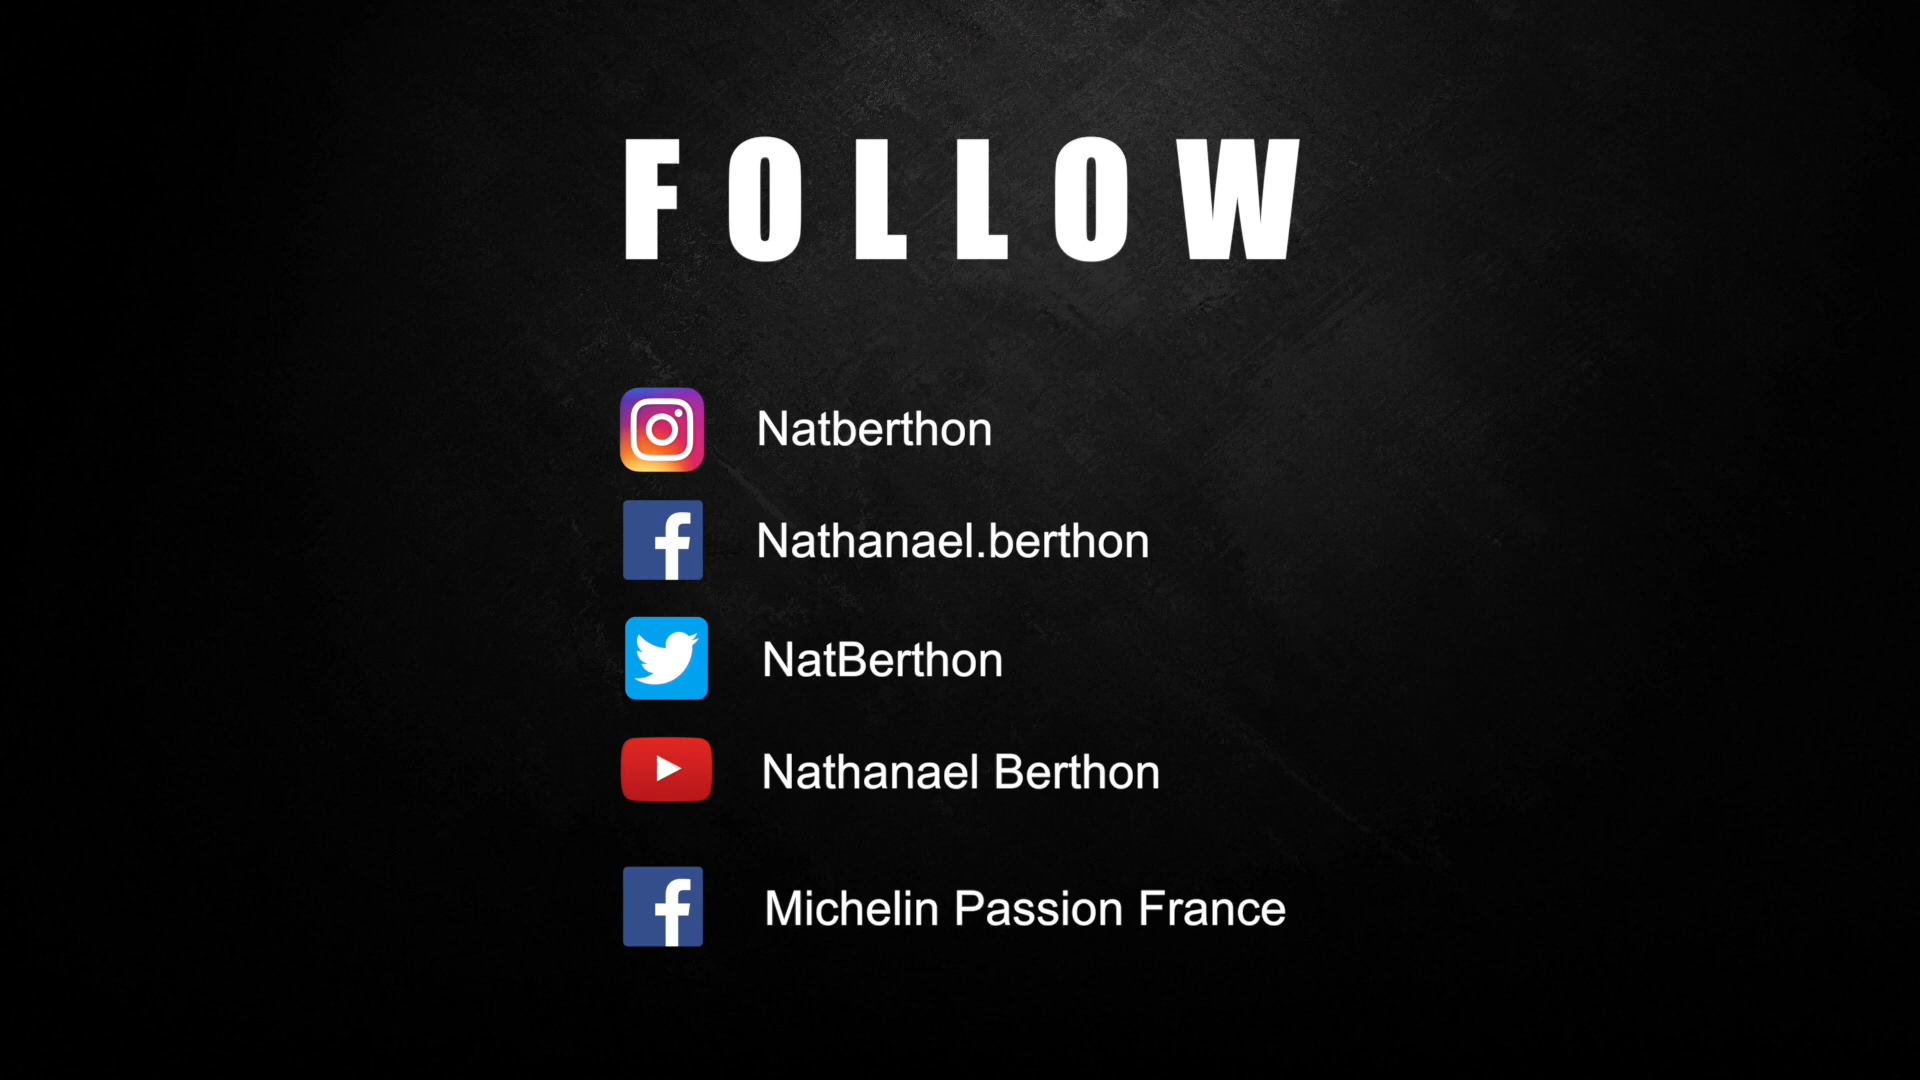 FOLLOW
Natberthon
Nathanael.berthon
NatBerthon
Nathanael Berthon
Michelin Passion France